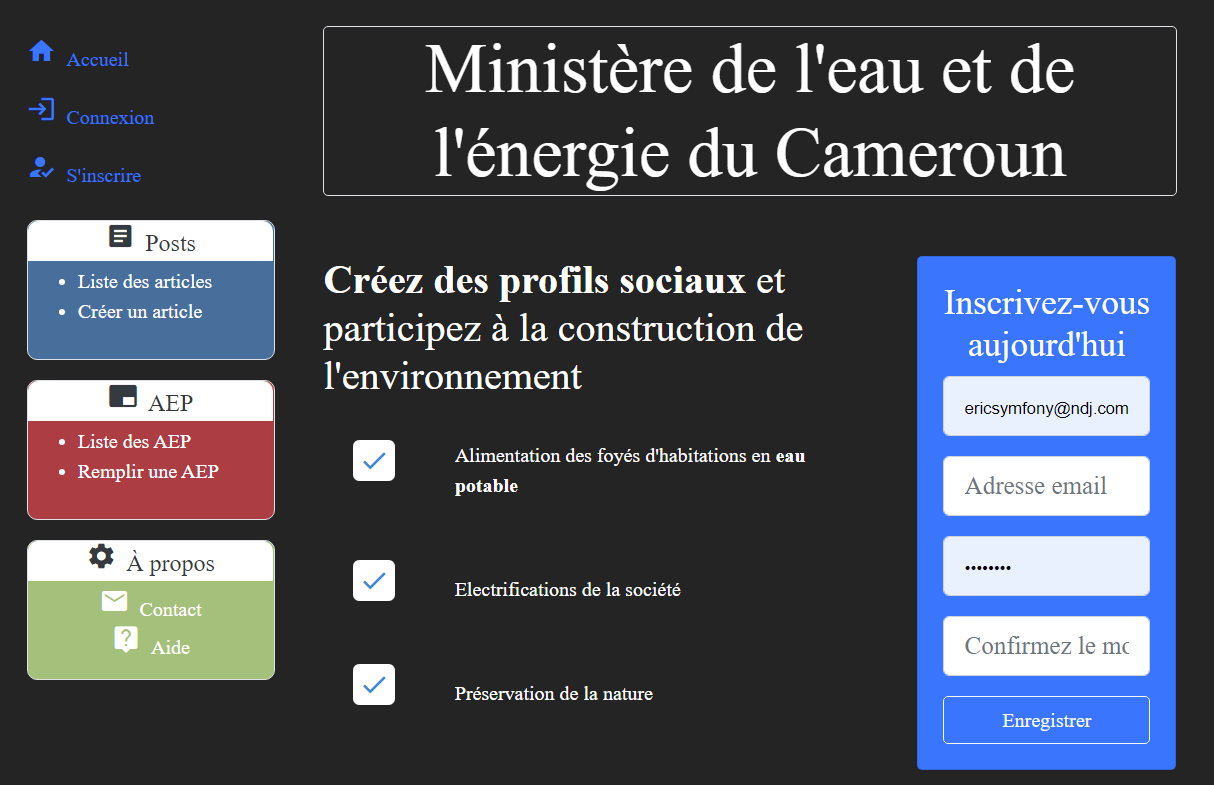 Accueil
Connexion
S'inscrire
Posts
Liste des articles
Créer un article
AEP
Liste des AEP
Remplir une AEP
À propos
Contact
Aide
Ministère de l'eau et de
l'énergie du Cameroun
Créez des profils sociaux et
participez à la construction de
l'environnement
Alimentation des foyés d'habitations en eau
potable
Electrifications de la société
Préservation de la nature
Inscrivez-vous
aujourd'hui
ericsymfony@ndj.com
Adresse email
••••••••
Confirmez le mo
Enregistrer